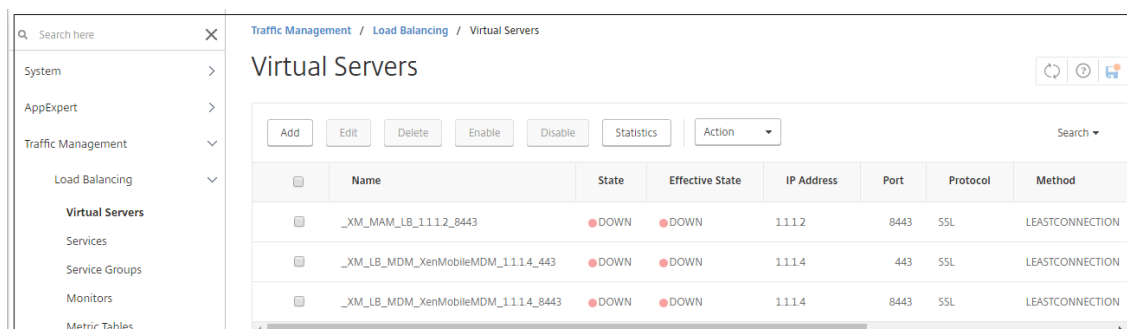 Search here
System
AppExpert
Traffic Management
Load Balancing
Virtual Servers
Services
Service Groups
Monitors
Metric Tables
Traffic Management / Load Balancing / Virtual Servers
Virtual Servers
Add Edit Delete Enable Disable Statistics Action Search
Name State Effective State IP Address Port Protocol Method
_XM_MAM_LB_1.1.1.2_8443 DOWN DOWN 1.1.1.2 8443 SSL LEASTCONNECTION
_XM_LB_MDM_XenMobileMDM_1.1.1.4_443 DOWN DOWN 1.1.1.4 443 SSL LEASTCONNECTION
_XM_LB_MDM_XenMobileMDM_1.1.1.4_8443 DOWN DOWN 1.1.1.4 8443 SSL LEASTCONNECTION